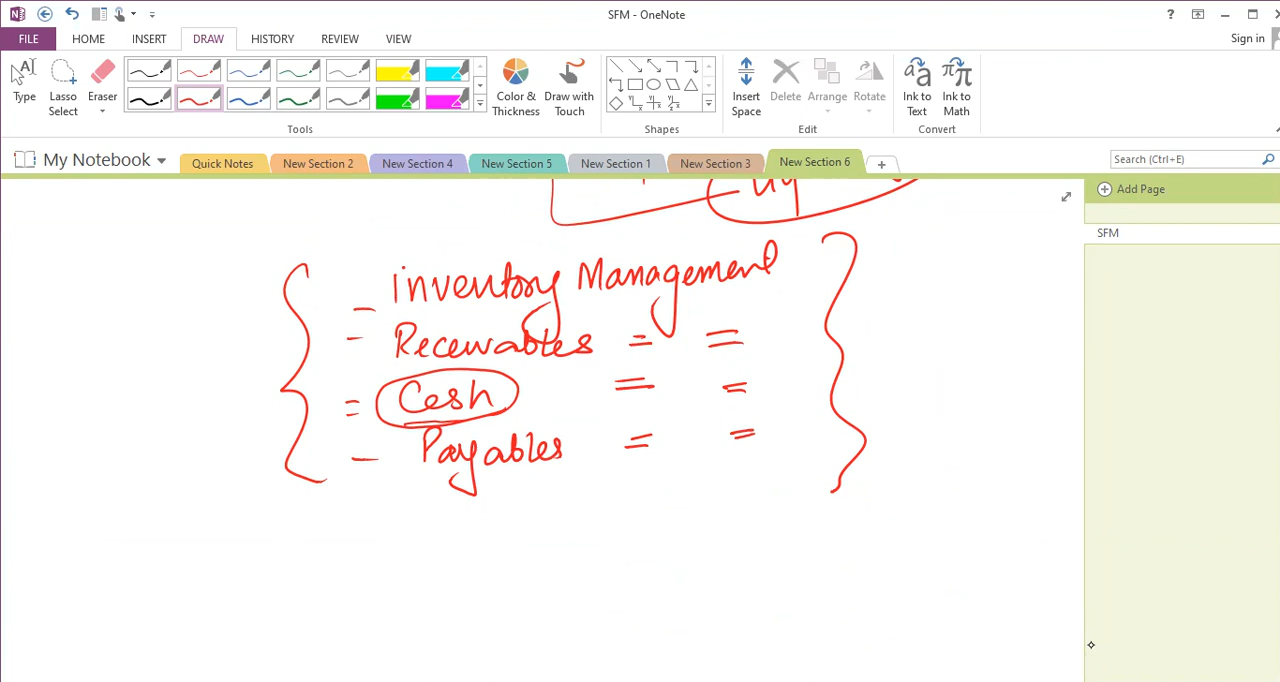 SFM - OneNote
?
Sign in
FILE HOME INSERT DRAW HISTORY REVIEW VIEW
Type Lasso Select Eraser Color & Thickness Draw with Touch Insert Space Delete Arrange Rotate Ink to Text Ink to Math
Tools Shapes Edit Convert
My Notebook Quick Notes New Section 2 New Section 4 New Section 5 New Section 1 New Section 3 New Section 6 Search (Ctrl+E)
Add Page
SFM
- inventory Management
- Recewables = =
= Cash = =
- Payables = =